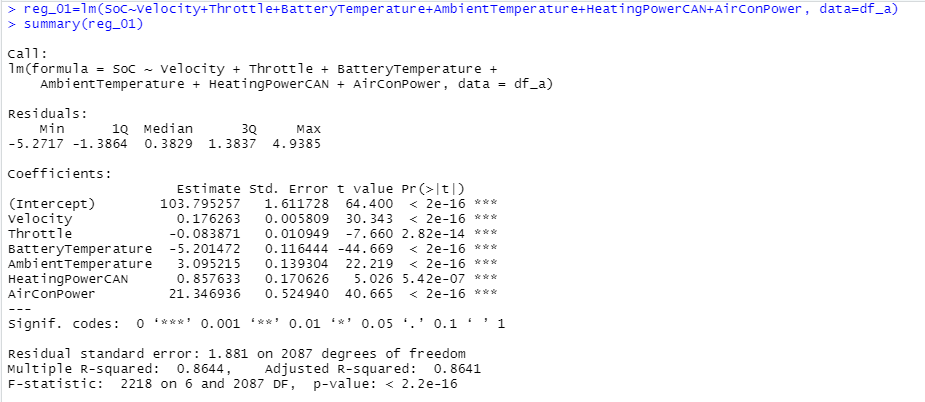 > reg_01=lm(SoC~Velocity+Throttle+BatteryTemperature+AmbientTemperature+HeatingPowerCAN+AirConPower, data=df_a)
> summary(reg_01)
Call:
lm(formula = SoC ~ Velocity + Throttle + BatteryTemperature +
    AmbientTemperature + HeatingPowerCAN + AirConPower, data = df_a)
Residuals:
    Min      1Q  Median      3Q     Max
-5.2717 -1.3864  0.3829  1.3837  4.9385
Coefficients:
                     Estimate Std. Error t value Pr(>|t|)
(Intercept)        103.795257   1.611728  64.400  < 2e-16 ***
Velocity             0.176263   0.005809  30.343  < 2e-16 ***
Throttle            -0.083871   0.010949  -7.660 2.82e-14 ***
BatteryTemperature  -5.201472   0.116444 -44.669  < 2e-16 ***
AmbientTemperature   3.095215   0.139304  22.219  < 2e-16 ***
HeatingPowerCAN      0.857633   0.170626   5.026 5.42e-07 ***
AirConPower         21.346936   0.524940  40.665  < 2e-16 ***
---
Signif. codes:  0 ‘***’ 0.001 ‘**’ 0.01 ‘*’ 0.05 ‘.’ 0.1 ‘ ’ 1
Residual standard error: 1.881 on 2087 degrees of freedom
Multiple R-squared:  0.8644,    Adjusted R-squared:  0.8641
F-statistic:  2218 on 6 and 2087 DF,  p-value: < 2.2e-16